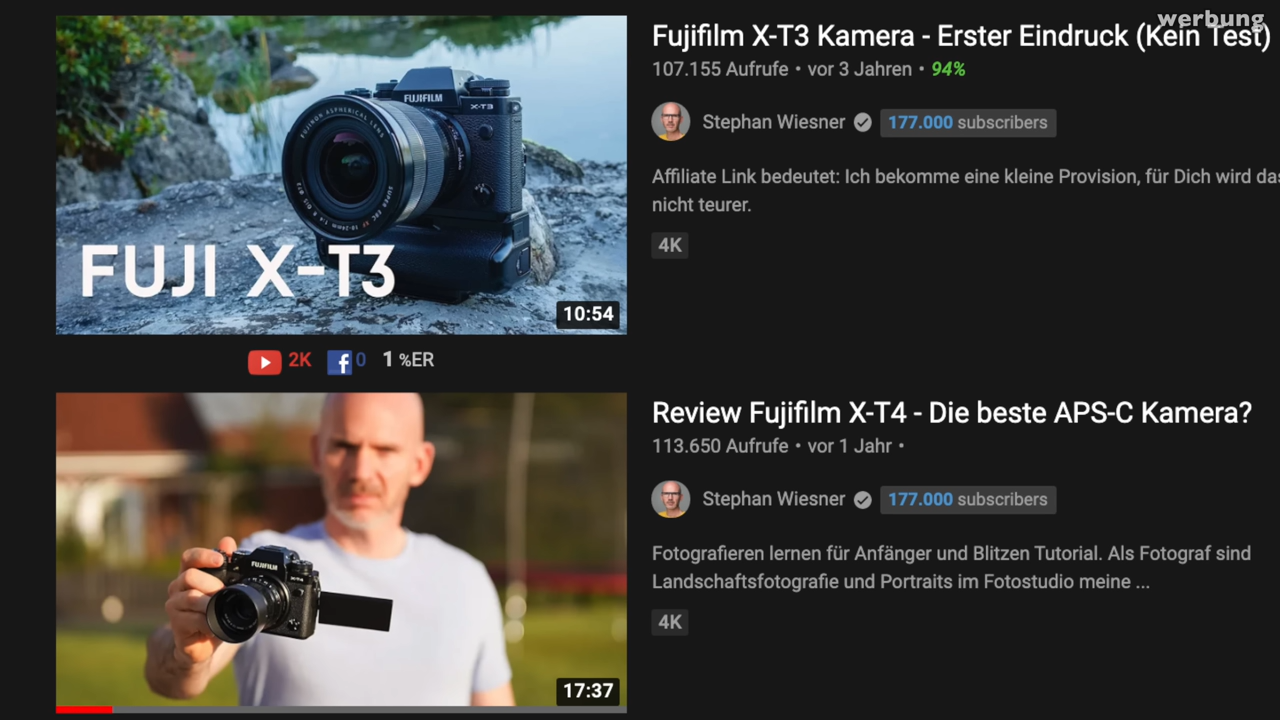 werbung
Fujifilm X-T3 Kamera - Erster Eindruck (Kein Test)
107.155 Aufrufe • vor 3 Jahren • 94%
Stephan Wiesner 177.000 subscribers
Affiliate Link bedeutet: Ich bekomme eine kleine Provision, für Dich wird das
nicht teurer.
4K
FUJIFILM
X-T3
FUJINON ASPHERICAL LENS
FUJI X-T3
10:54
2K f 0 1 %ER
Review Fujifilm X-T4 - Die beste APS-C Kamera?
113.650 Aufrufe • vor 1 Jahr •
Stephan Wiesner 177.000 subscribers
Fotografieren lernen für Anfänger und Blitzen Tutorial. Als Fotograf sind
Landschaftsfotografie und Portraits im Fotostudio meine ...
4K
FUJIFILM
17:37